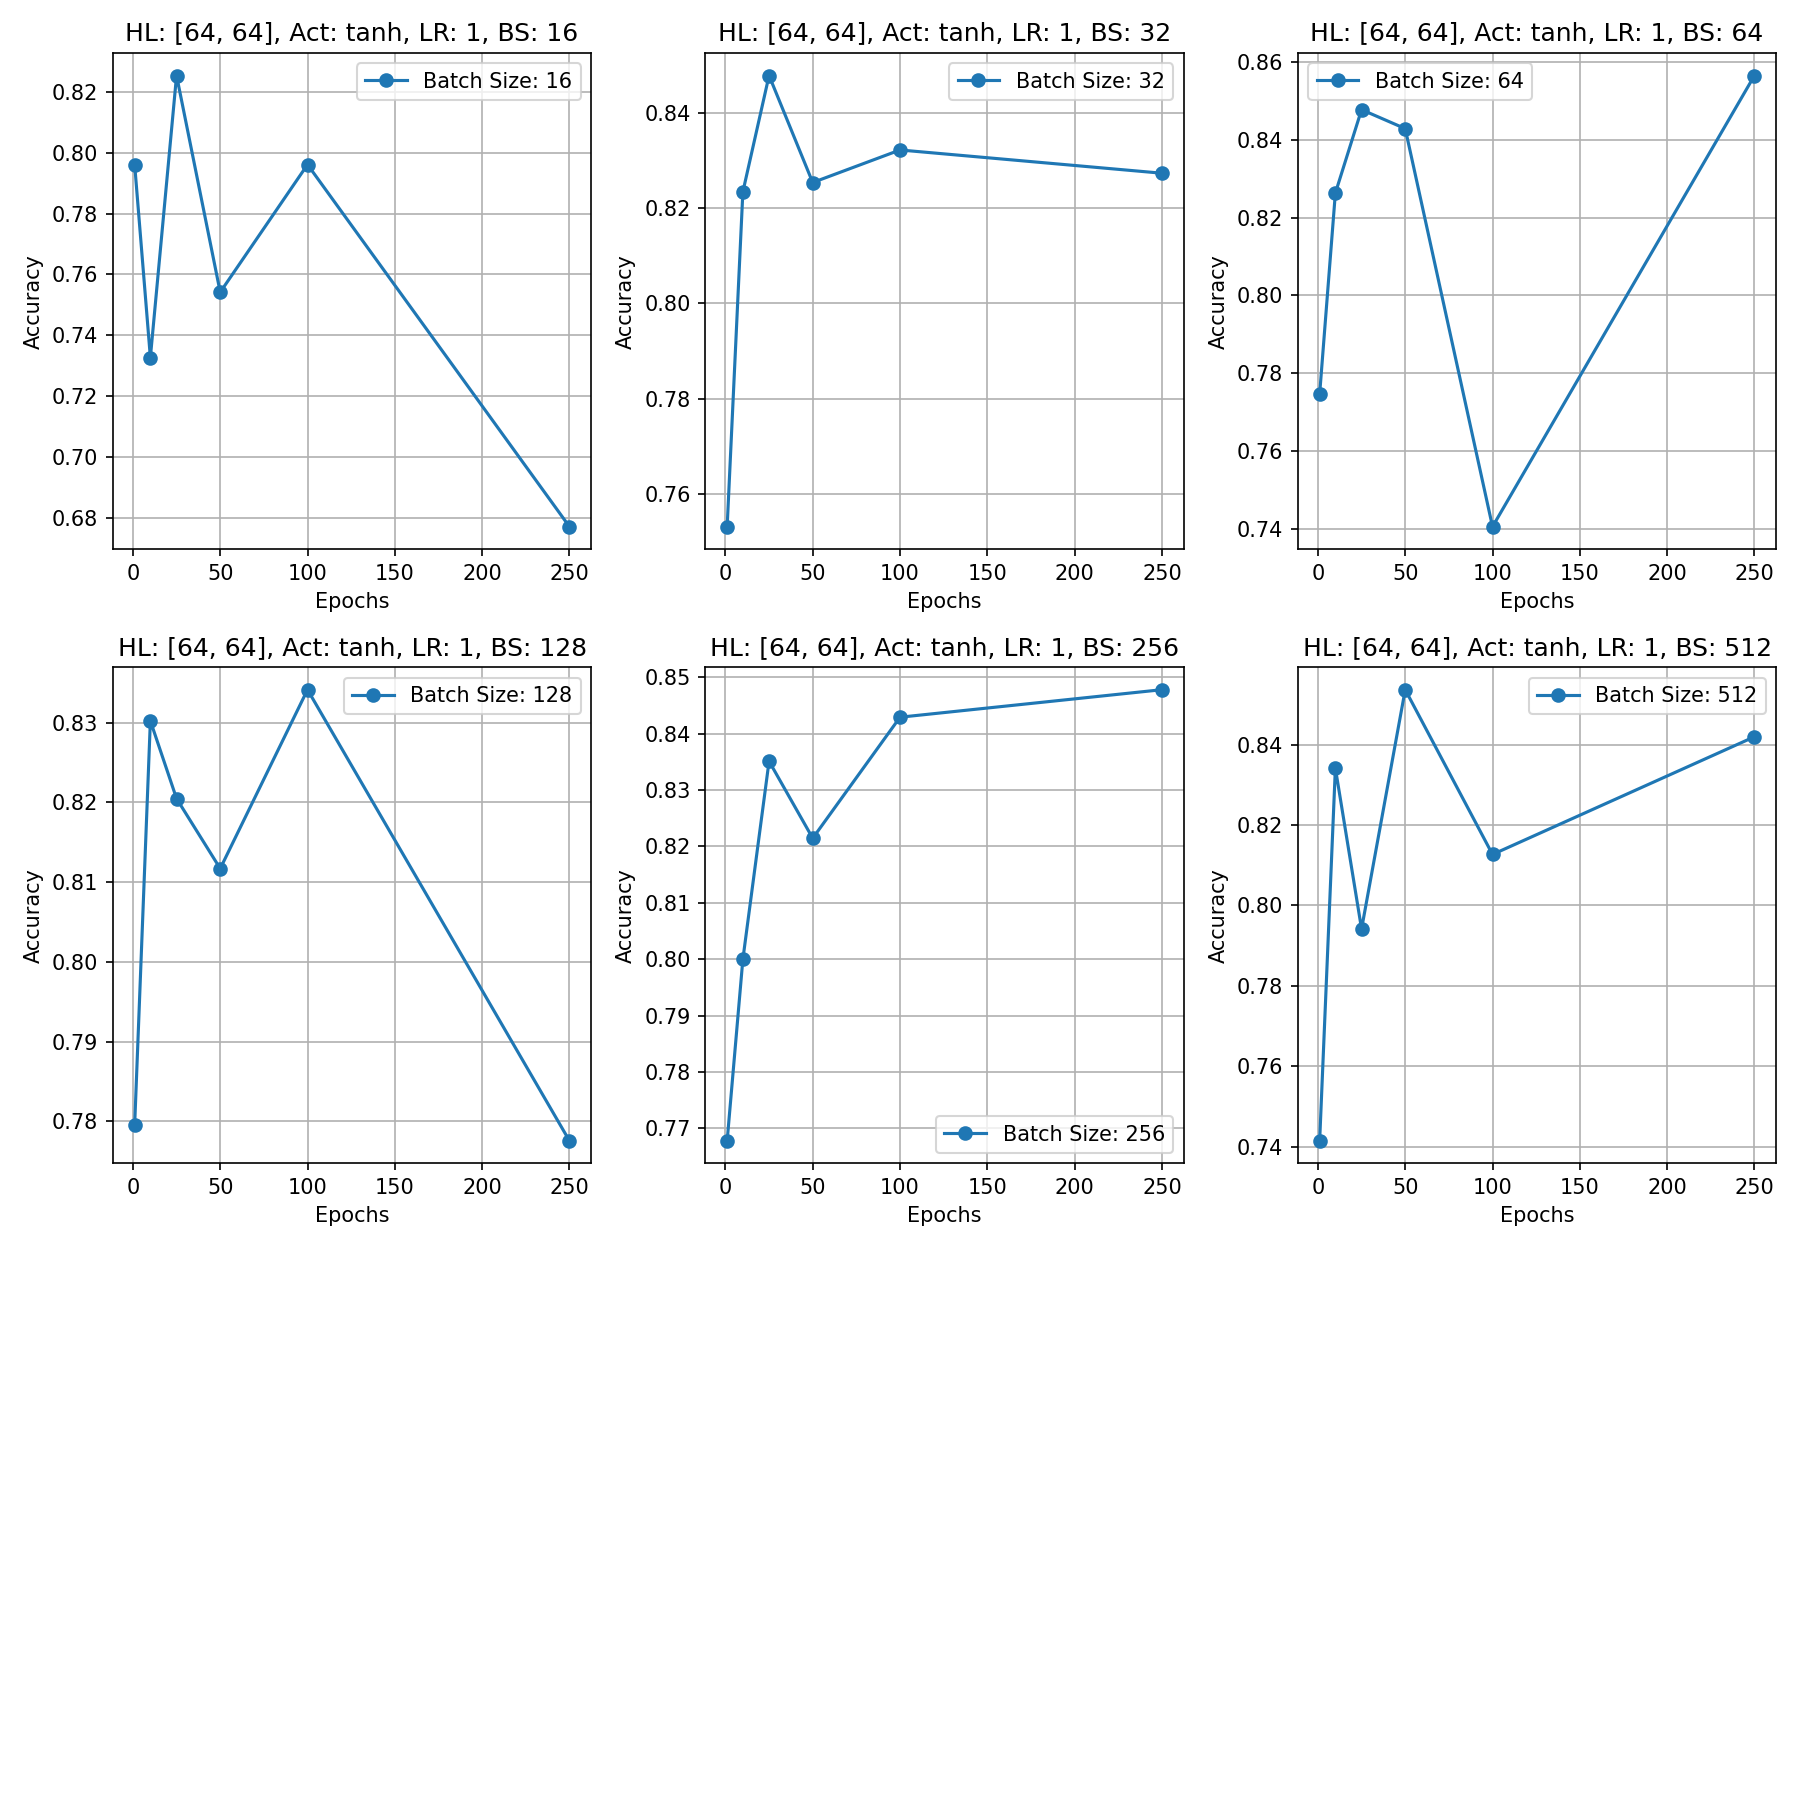 HL: [64, 64], Act: tanh, LR: 1, BS: 16
Batch Size: 16
Accuracy
0.82
0.80
0.78
0.76
0.74
0.72
0.70
0.68
0 50 100 150 200 250
Epochs
HL: [64, 64], Act: tanh, LR: 1, BS: 32
Batch Size: 32
Accuracy
0.84
0.82
0.80
0.78
0.76
0 50 100 150 200 250
Epochs
HL: [64, 64], Act: tanh, LR: 1, BS: 64
Batch Size: 64
Accuracy
0.86
0.84
0.82
0.80
0.78
0.76
0.74
0 50 100 150 200 250
Epochs
HL: [64, 64], Act: tanh, LR: 1, BS: 128
Batch Size: 128
Accuracy
0.83
0.82
0.81
0.80
0.79
0.78
0 50 100 150 200 250
Epochs
HL: [64, 64], Act: tanh, LR: 1, BS: 256
Accuracy
0.85
0.84
0.83
0.82
0.81
0.80
0.79
0.78
0.77
Batch Size: 256
0 50 100 150 200 250
Epochs
HL: [64, 64], Act: tanh, LR: 1, BS: 512
Batch Size: 512
Accuracy
0.84
0.82
0.80
0.78
0.76
0.74
0 50 100 150 200 250
Epochs